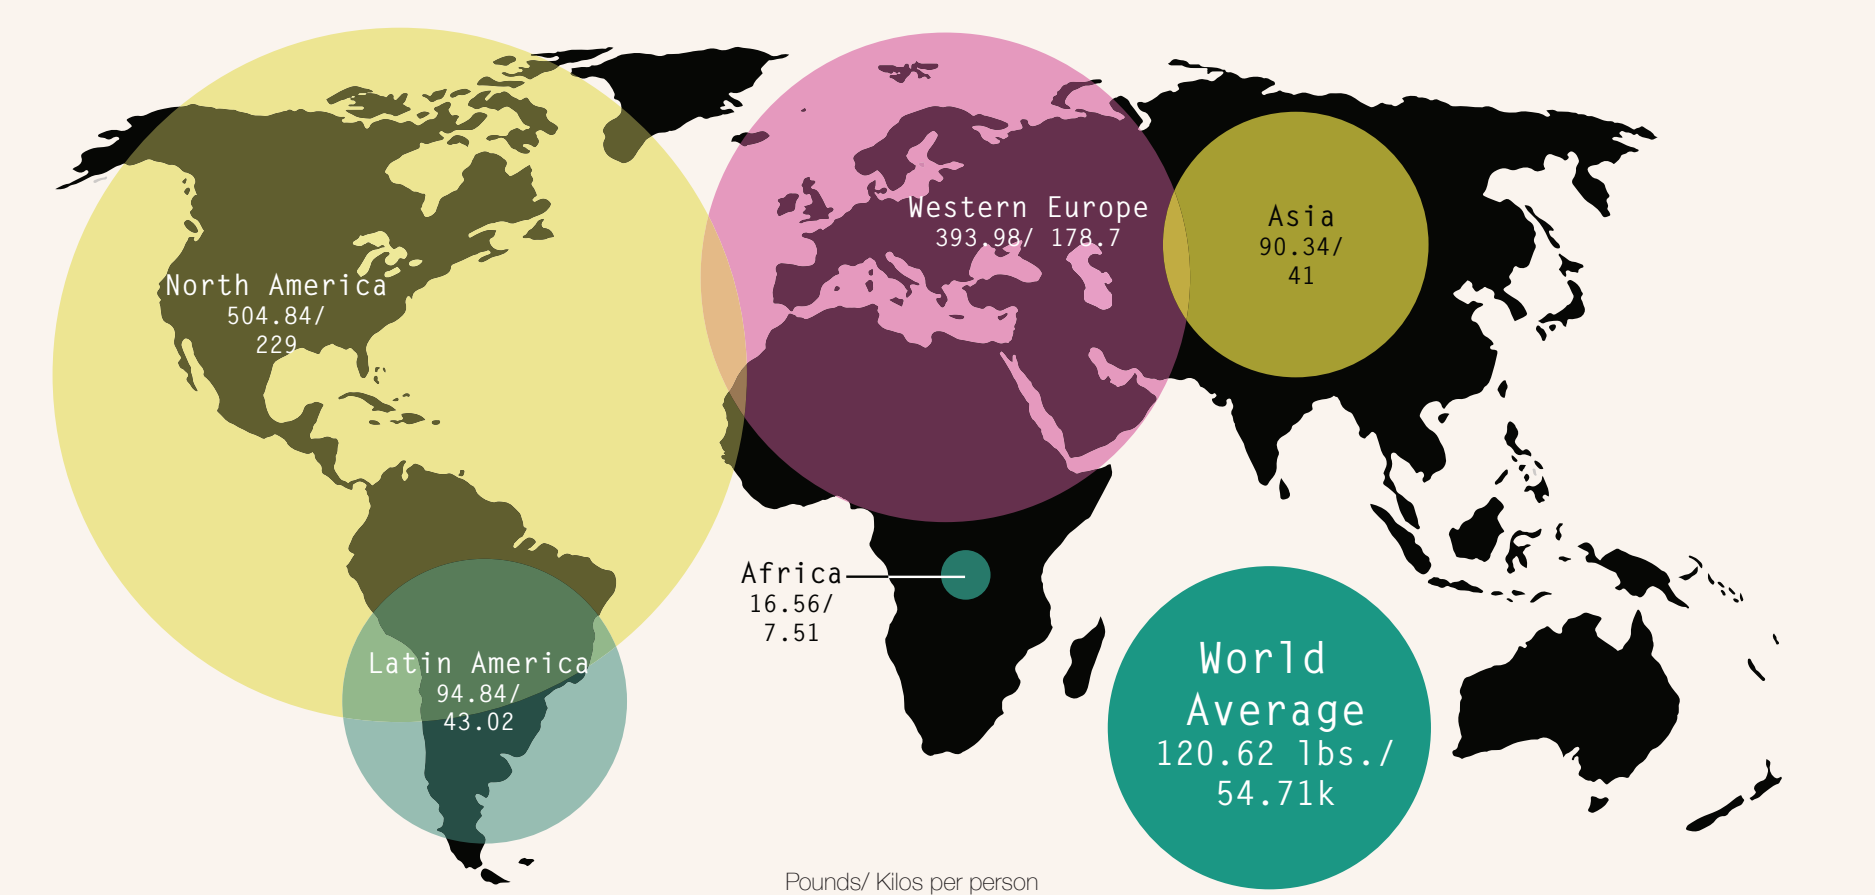 North America
504.84/
229
Western Europe
393.98/ 178.7
Asia
90.34/
41
Africa
16.56/
7.51
Latin America
94.84/
43.02
World
Average
120.62 lbs./
54.71k
Pounds/ Kilos per person